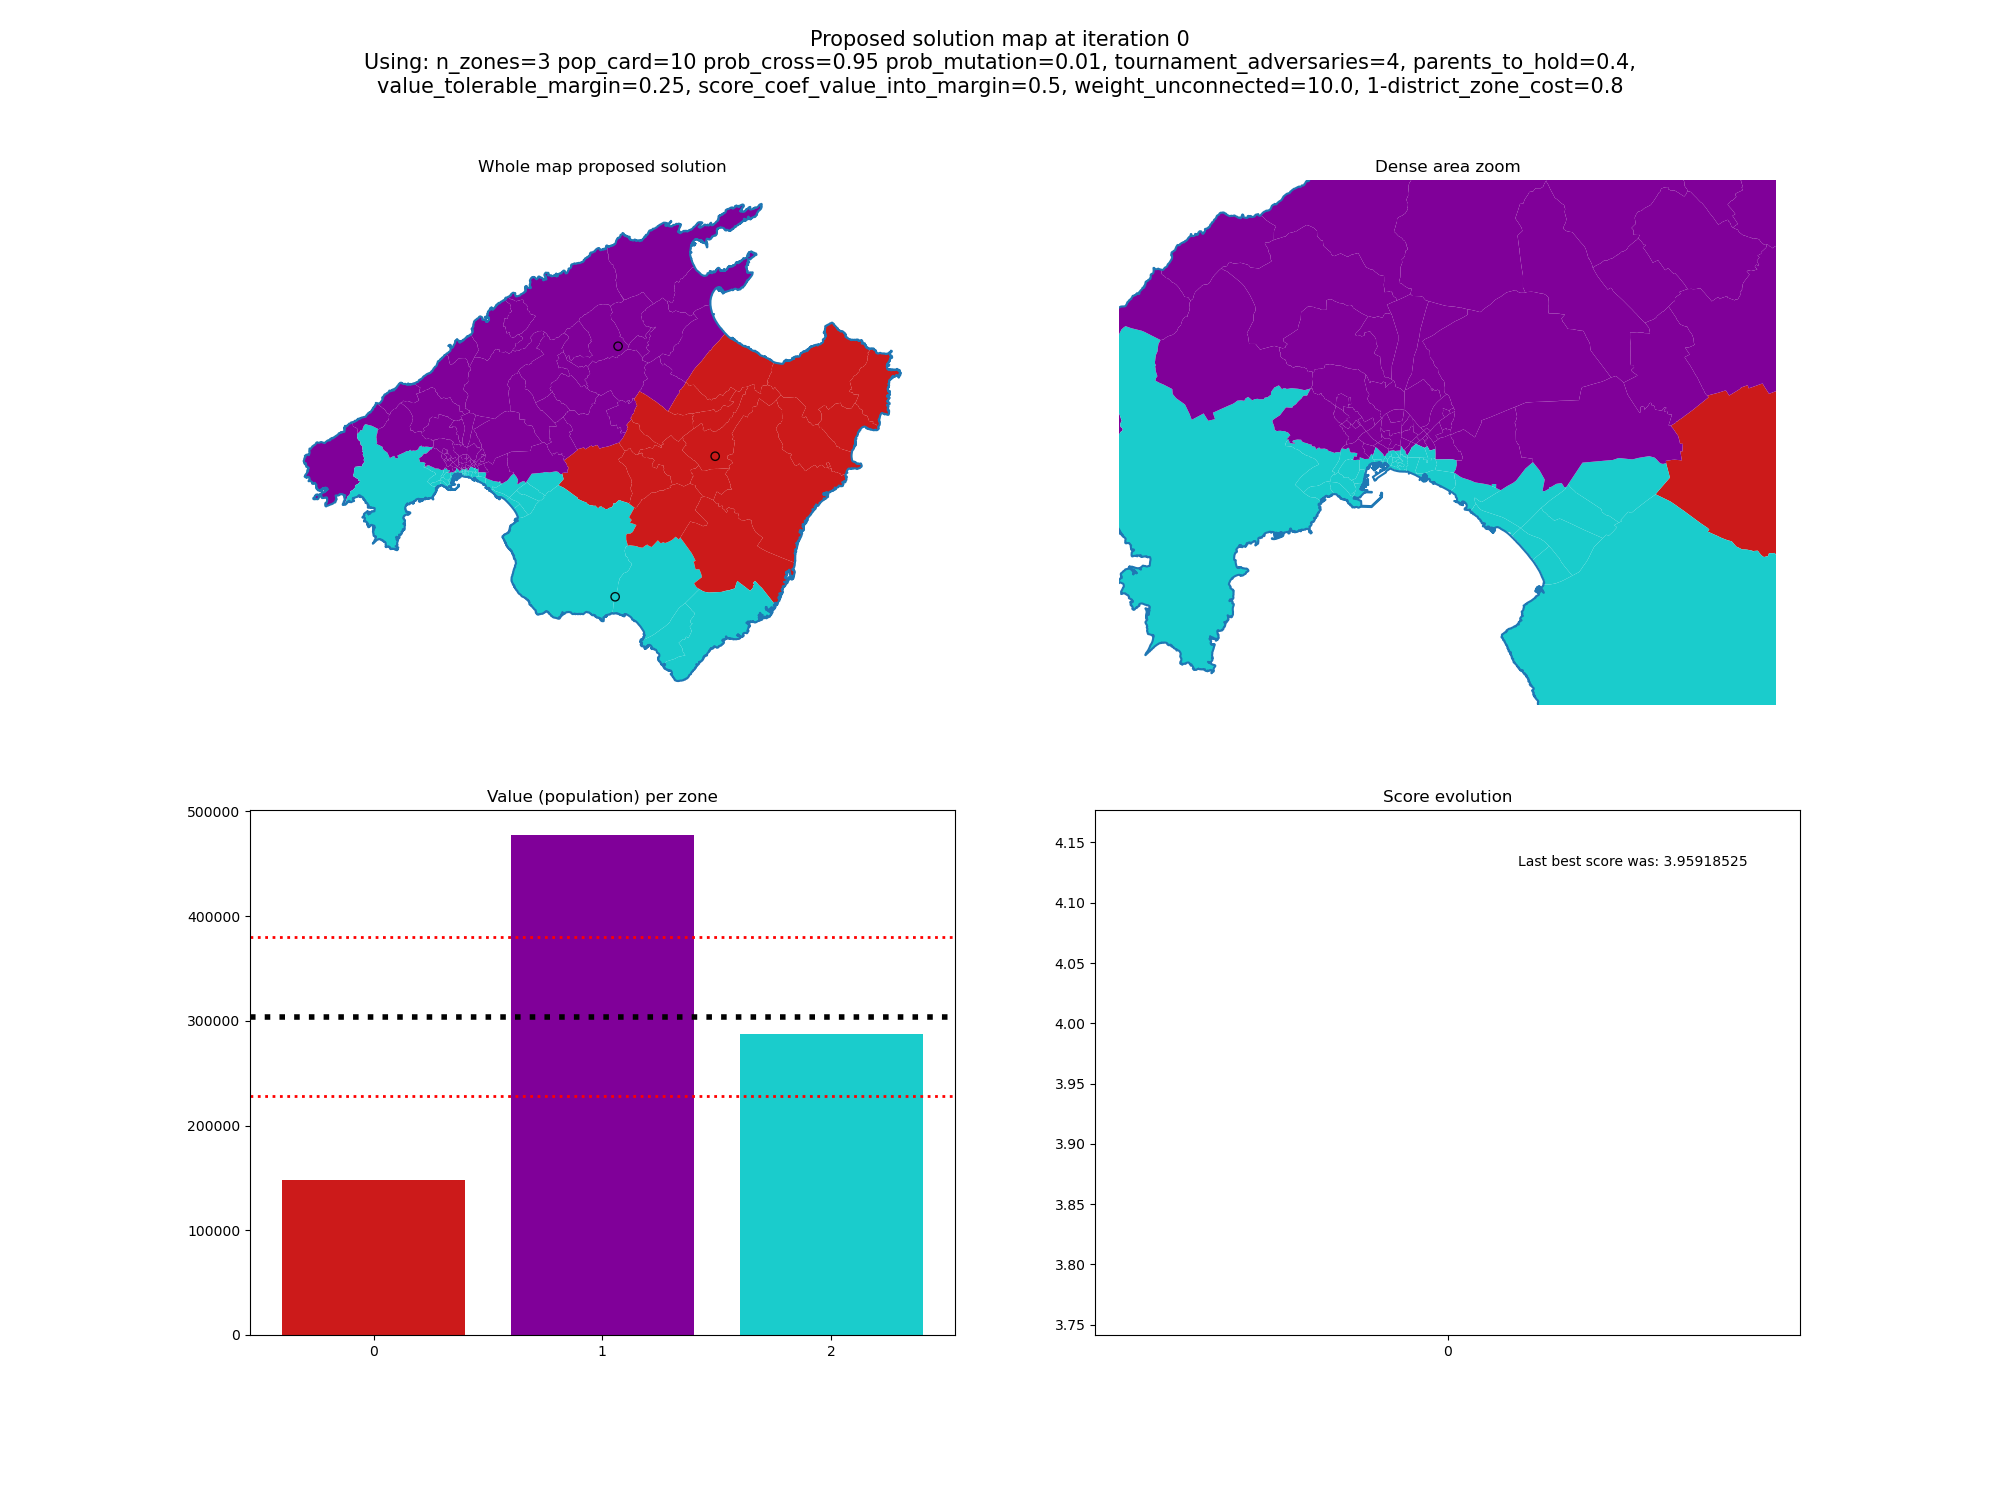 Proposed solution map at iteration 0
Using: n_zones=3 pop_card=10 prob_cross=0.95 prob_mutation=0.01, tournament_adversaries=4, parents_to_hold=0.4,
value_tolerable_margin=0.25, score_coef_value_into_margin=0.5, weight_unconnected=10.0, 1-district_zone_cost=0.8
Whole map proposed solution
Dense area zoom
Value (population) per zone
500000
400000
300000
200000
100000
0
0 1 2
Score evolution
Last best score was: 3.95918525
4.15
4.10
4.05
4.00
3.95
3.90
3.85
3.80
3.75
0